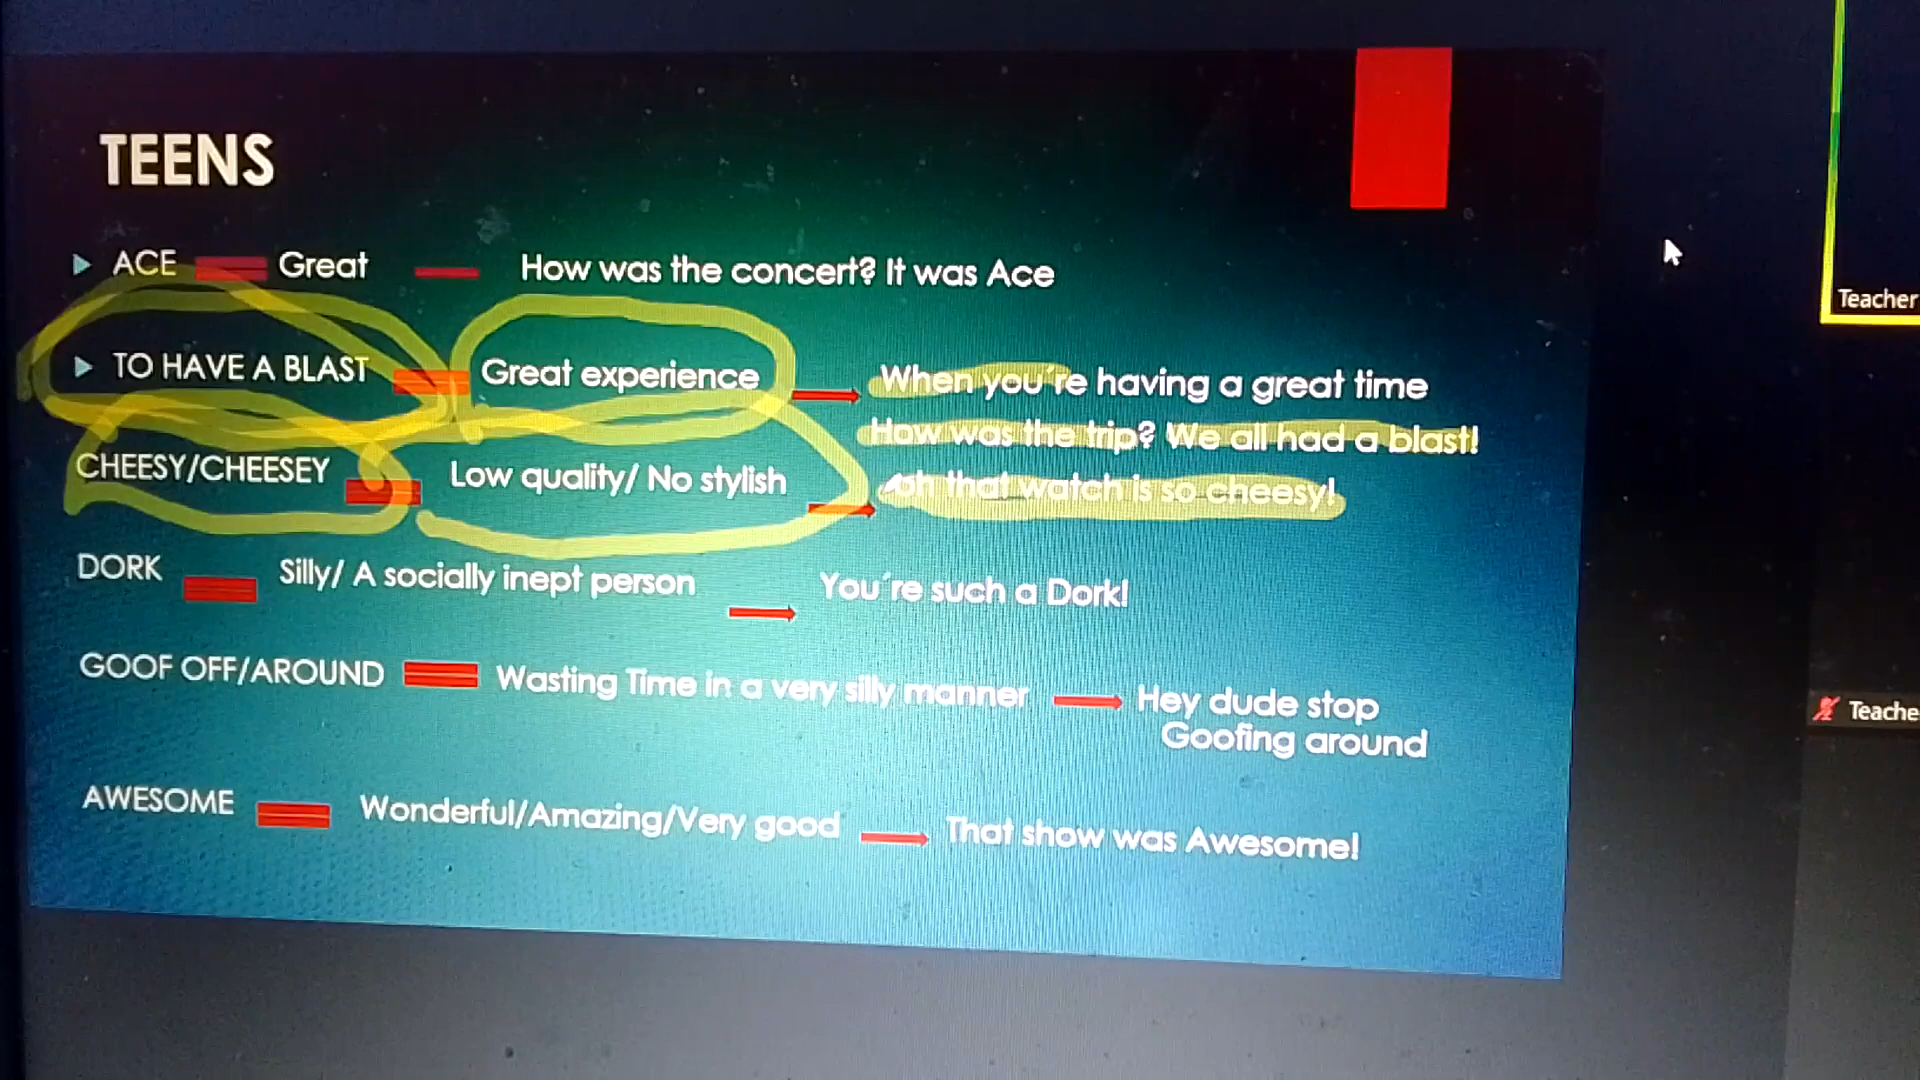 TEENS
ACE Great How was the concert? It was Ace
TO HAVE A BLAST Great experience When you´re having a great time
How was the trip? We all had a blast!
CHEESY/CHEESEY Low quality/ No stylish that watch is so cheesy!
DORK Silly/ A socially inept person You´re such a Dork!
GOOF OFF/AROUND Wasting Time in a very silly manner Hey dude stop
Goofing around
AWESOME Wonderful/Amazing/Very good That show was Awesome!
Teacher
Teache